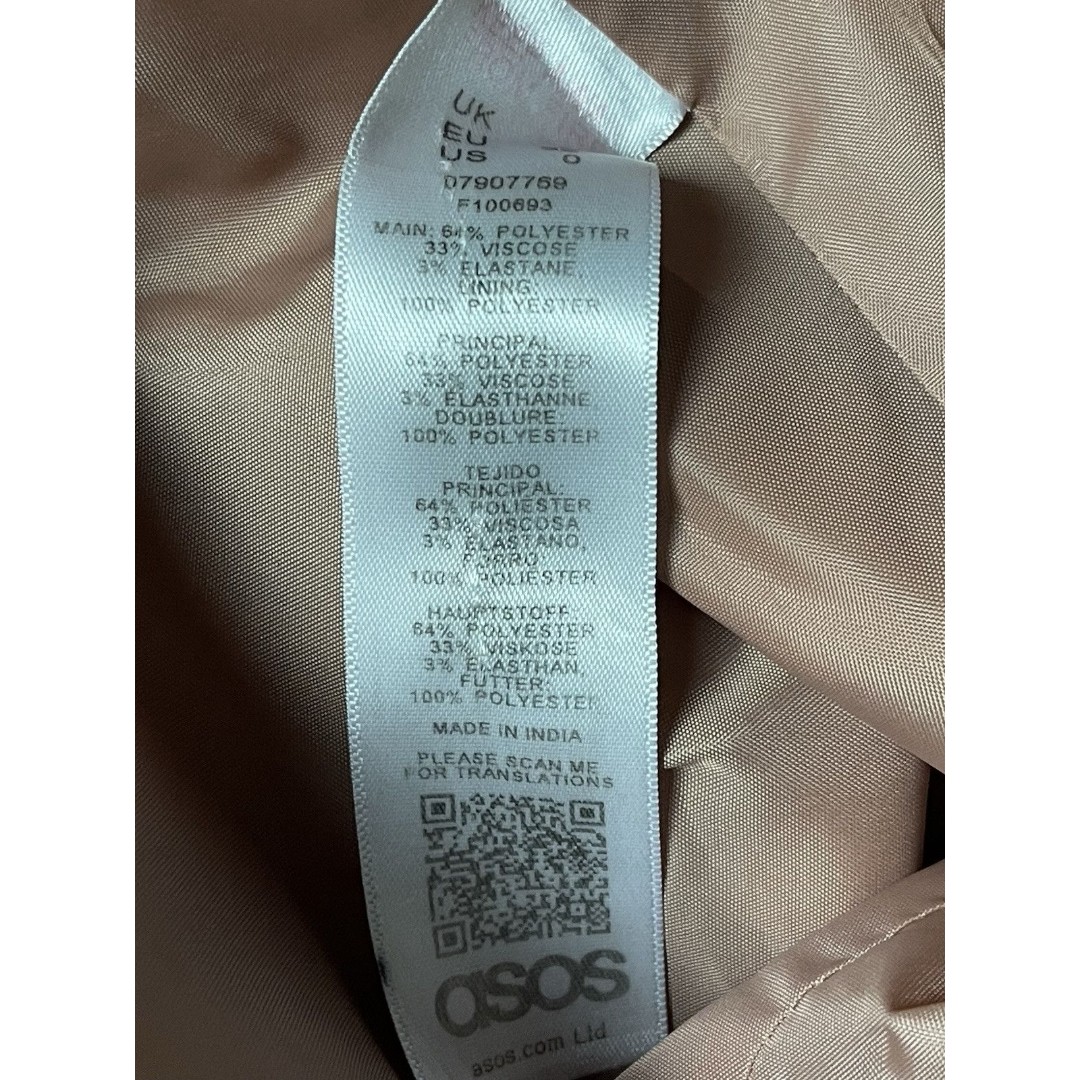 UK
EU
US 0
07907769
F100693
MAIN: 64% POLYESTER
33% VISCOSE
3% ELASTANE,
LINING:
100% POLYESTER
PRINCIPAL:
64% POLYESTER
33% VISCOSE
3% ELASTHANNE,
DOUBLURE:
100% POLYESTER
TEJIDO
PRINCIPAL:
64% POLIESTER
33% VISCOSA
3% ELASTANO,
FORRO:
100% POLIESTER
HAUPTSTOFF:
64% POLYESTER
33% VISKOSE
3% ELASTHAN,
FUTTER:
100% POLYESTER
MADE IN INDIA
PLEASE SCAN ME
FOR TRANSLATIONS
asos
asos.com Ltd